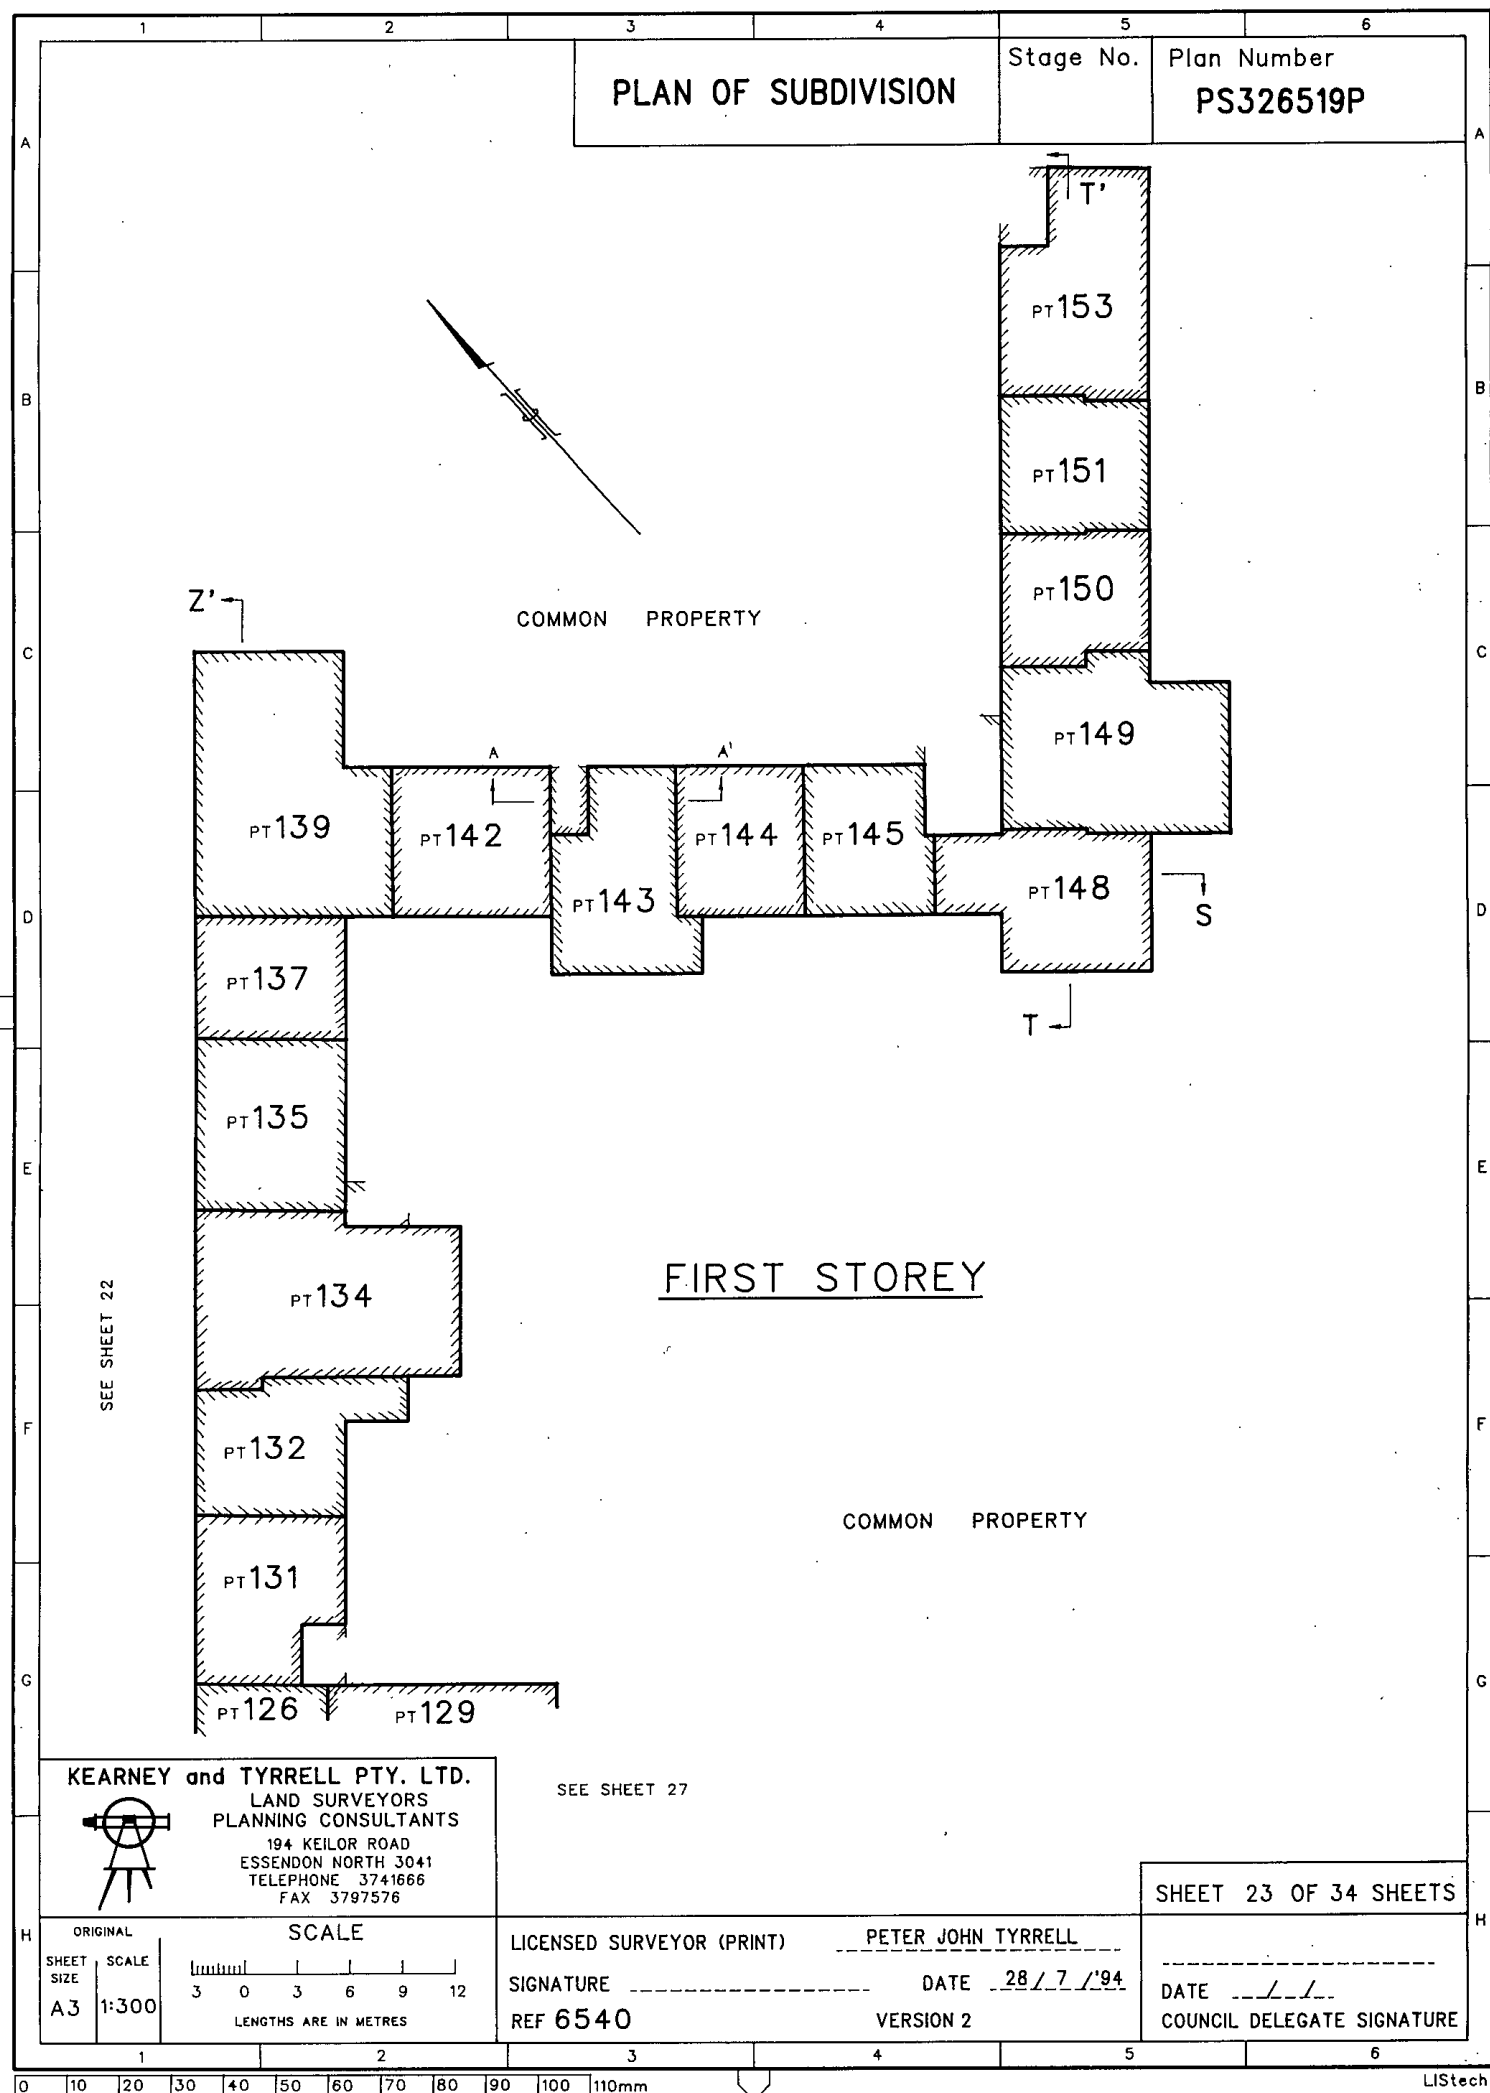 1 2 3 4 5 6
PLAN OF SUBDIVISION
Stage No.
Plan Number
PS326519P
A A
T'
PT153
B B
PT151
PT150
Z'
COMMON PROPERTY
C C
PT149
A A'
PT139
PT142
PT144
PT145
PT143
PT148
D D
S
PT137
T
PT135
E E
FIRST STOREY
PT134
SEE SHEET 22
F F
PT132
COMMON PROPERTY
PT131
G G
PT126
PT129
SEE SHEET 27
KEARNEY and TYRRELL PTY. LTD.
LAND SURVEYORS
PLANNING CONSULTANTS
194 KEILOR ROAD
ESSENDON NORTH 3041
TELEPHONE 3741666
FAX 3797576
SHEET 23 OF 34 SHEETS
H H
ORIGINAL
SHEET SIZE
SCALE
A3
1:300
SCALE
3 0 3 6 9 12
LENGTHS ARE IN METRES
LICENSED SURVEYOR (PRINT) PETER JOHN TYRRELL
SIGNATURE DATE 28/ 7 /'94
REF 6540 VERSION 2
DATE / /
COUNCIL DELEGATE SIGNATURE
1 2 3 4 5 6
0 10 20 30 40 50 60 70 80 90 100 110mm
LIStech